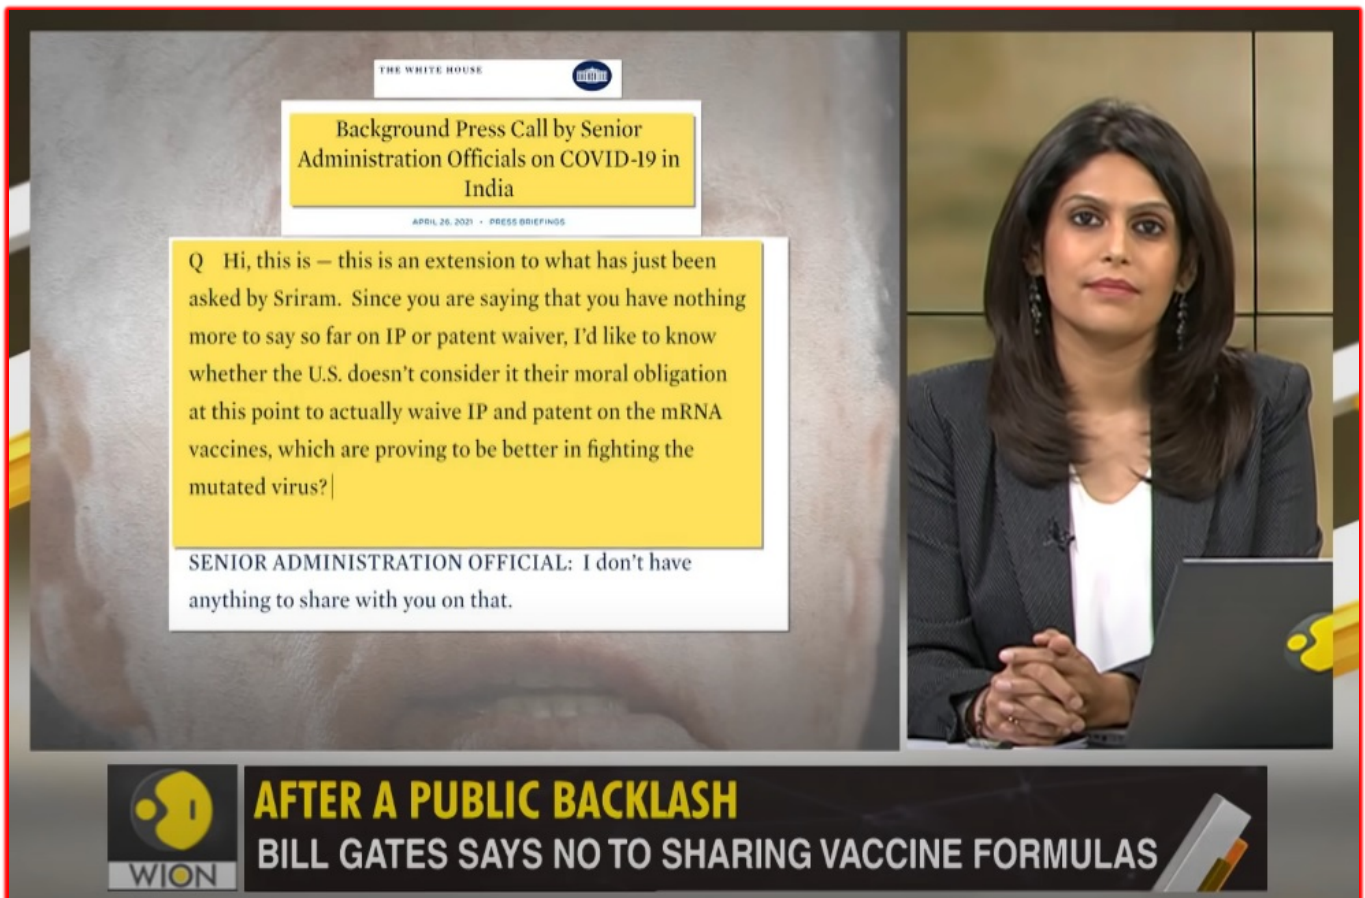 THE WHITE HOUSE
Background Press Call by Senior
Administration Officials on COVID-19 in
India
APRIL 26, 2021 • PRESS BRIEFINGS
Q Hi, this is – this is an extension to what has just been
asked by Sriram. Since you are saying that you have nothing
more to say so far on IP or patent waiver, I'd like to know
whether the U.S. doesn't consider it their moral obligation
at this point to actually waive IP and patent on the mRNA
vaccines, which are proving to be better in fighting the
mutated virus?
SENIOR ADMINISTRATION OFFICIAL: I don't have
anything to share with you on that.
AFTER A PUBLIC BACKLASH
BILL GATES SAYS NO TO SHARING VACCINE FORMULAS
WION